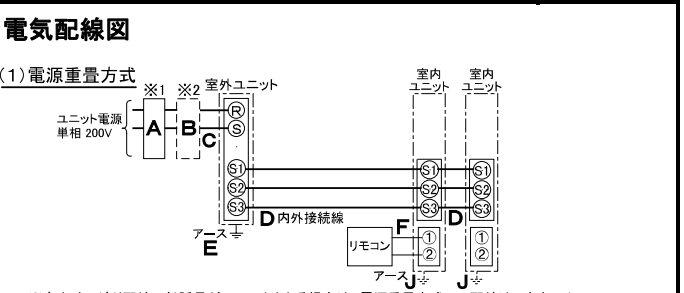 電気配線図
(1)電源重畳方式
※1 ※2 室外ユニット 室内ユニット 室内ユニット
ユニット電源
単相 200V
A B C
R
S
S1 S1 S1
S2 S2 S2
S3 S3 S3
D 内外接続線 D
アース
E
F
リモコン
① ①
② ②
アース J J